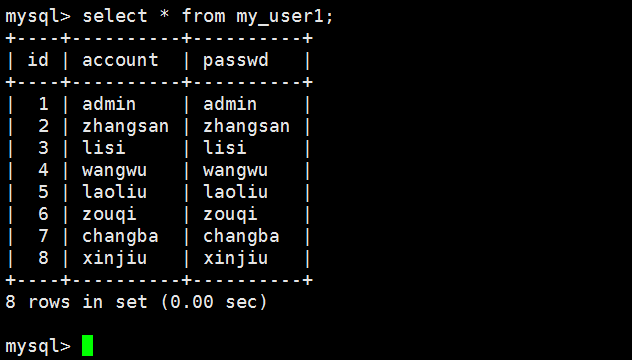 mysql> select * from my_user1;
+----+----------+----------+
| id | account  | passwd   |
+----+----------+----------+
|  1 | admin    | admin    |
|  2 | zhangsan | zhangsan |
|  3 | lisi     | lisi     |
|  4 | wangwu   | wangwu   |
|  5 | laoliu   | laoliu   |
|  6 | zouqi    | zouqi    |
|  7 | changba  | changba  |
|  8 | xinjiu   | xinjiu   |
+----+----------+----------+
8 rows in set (0.00 sec)
mysql>